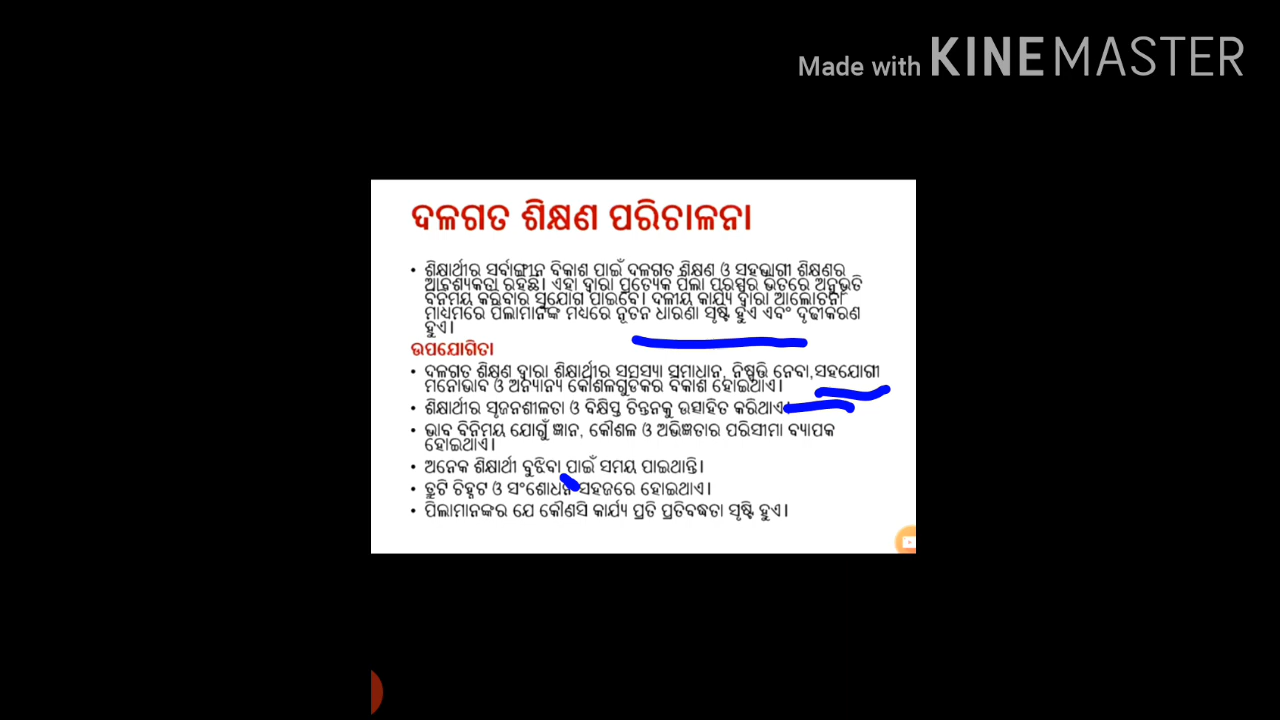 Made with KINEMASTER
ଦଳଗତ ଶିକ୍ଷଣ ପରିଚାଳନା
• ଶିକ୍ଷାର୍ଥୀର ସର୍ବାଙ୍ଗୀନ ବିକାଶ ପାଇଁ ଦଳଗତ ଶିକ୍ଷଣ ଓ ସହଭାଗୀ ଶିକ୍ଷଣର
ଆବଶ୍ୟକତା ରହିଛି। ଏହା ଦ୍ବାରା ପ୍ରତ୍ୟେକ ପିଲା ପରସ୍ପର ଭିତରେ ଅନୁଭୂତି
ବିନିମୟ କରିବାର ସୁଯୋଗ ପାଇବେ। ଦଳୀୟ କାର୍ଯ୍ୟ ଦ୍ବାରା ଆଲୋଚନା
ମାଧ୍ୟମରେ ପିଲାମାନଙ୍କ ମଧ୍ୟରେ ନୂତନ ଧାରଣା ସୃଷ୍ଟି ହୁଏ ଏବଂ ଦୃଢୀକରଣ
ହୁଏ।
ଉପଯୋଗିତା
• ଦଳଗତ ଶିକ୍ଷଣ ଦ୍ବାରା ଶିକ୍ଷାର୍ଥୀର ସମସ୍ୟା ସମାଧାନ, ନିଷ୍ପତ୍ତି ନେବା,ସହଯୋଗୀ
ମନୋଭାବ ଓ ଅନ୍ୟାନ୍ୟ କୌଶଳଗୁଡିକର ବିକାଶ ହୋଇଥାଏ।
• ଶିକ୍ଷାର୍ଥୀର ସୃଜନଶୀଳତା ଓ ବିକ୍ଷିପ୍ତ ଚିନ୍ତନକୁ ଉତ୍ସାହିତ କରିଥାଏ।
• ଭାବ ବିନିମୟ ଯୋଗୁଁ ଜ୍ଞାନ, କୌଶଳ ଓ ଅଭିଜ୍ଞତାର ପରିସୀମା ବ୍ୟାପକ
ହୋଇଥାଏ।
• ଅନେକ ଶିକ୍ଷାର୍ଥୀ ବୁଝିବା ପାଇଁ ସମୟ ପାଇଥାନ୍ତି।
• ତ୍ରୁଟି ଚିହ୍ନଟ ଓ ସଂଶୋଧନ ସହଜରେ ହୋଇଥାଏ।
• ପିଲାମାନଙ୍କର ଯେ କୌଣସି କାର୍ଯ୍ୟ ପ୍ରତି ପ୍ରତିବଦ୍ଧତା ସୃଷ୍ଟି ହୁଏ।